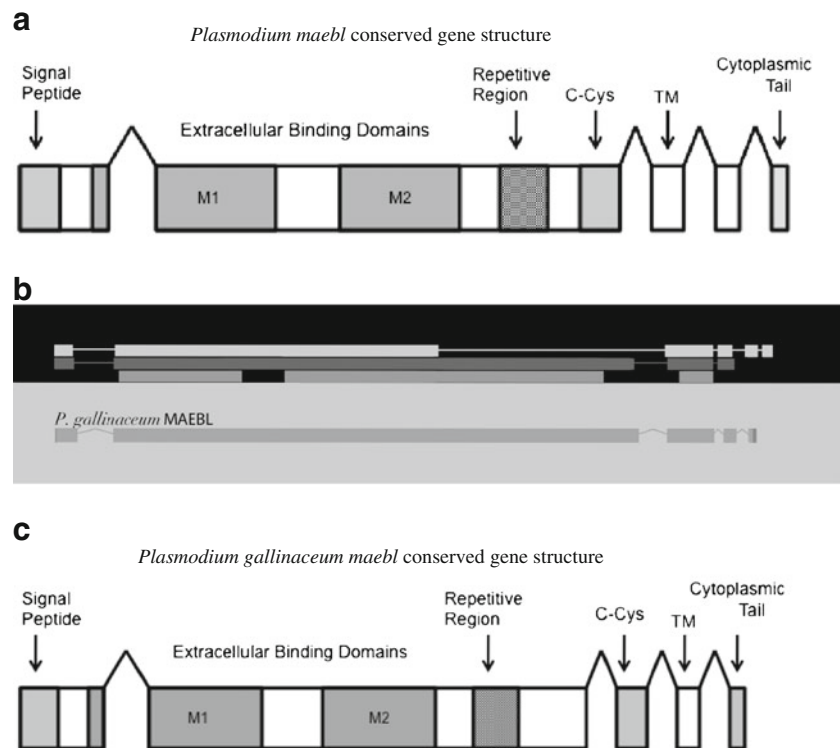 a
Plasmodium maebl conserved gene structure
Signal
Peptide
Extracellular Binding Domains
Repetitive
Region
C-Cys
TM
Cytoplasmic
Tail
M1
M2
b
P. gallinaceum MAEBL
c
Plasmodium gallinaceum maebl conserved gene structure
Signal
Peptide
Extracellular Binding Domains
Repetitive
Region
C-Cys
TM
Cytoplasmic
Tail
M1
M2